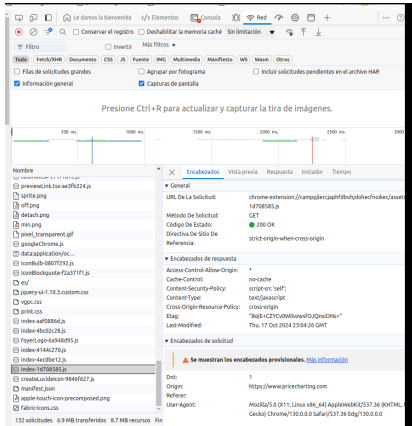 Le damos la bienvenida </> Elementos Consola Red
Conservar el registro Deshabilitar la memoria caché Sin limitación
Filtro Invertir Más filtros
Todo Fetch/XHR Documento CSS JS Fuente IMG Multimedia Manifiesto WS Wasm Otros
Filas de solicitudes grandes Agrupar por fotograma Incluir solicitudes pendientes en el archivo HAR
Información general Capturas de pantalla
Presione Ctrl+R para actualizar y capturar la tira de imágenes.
500 ms 1000 ms 1500 ms 2000 ms 2500 ms 3000
Nombre
previewLink.tsx-ae3fb224.js
sprite.png
off.png
detach.png
min.png
pixel_transparent.gif
googleChrome.js
data:application/oc...
IconBulb-0807f292.js
IconBlockquote-f2a371f1.js
es/
jquery-ui-1.10.3.custom.css
vgpc.css
print.css
index-aaf0886d.js
index-4bc02c28.js
foyerLogo-6a948d95.js
index-4144c270.js
index-4ecdbe12.js
index-1d708585.js
createLucideIcon-9846f627.js
manifest.json
apple-touch-icon-precomposed.png
fabric-icons.css
132 solicitudes 6.9 MB transferidos 8.7 MB recursos Fin
Encabezados Vista previa Respuesta Iniciador Tiempo
General
URL De La Solicitud: chrome-extension://campjlleccjaphfdbohjdohecfnoikec/assets
1d708585.js
Método De Solicitud: GET
Código De Estado: 200 OK
Directiva De Sitio De
Referencia: strict-origin-when-cross-origin
Encabezados de respuesta
Access-Control-Allow-Origin: *
Cache-Control: no-cache
Content-Security-Policy: script-src 'self';
Content-Type: text/javascript
Cross-Origin-Resource-Policy: cross-origin
Etag:
Last-Modified: Thu, 17 Oct 2024 23:04:26 GMT
Encabezados de solicitud
Se muestran los encabezados provisionales. Más información
Dnt: 1
Origin: https://www.pricecharting.com
Referer:
User-Agent: Mozilla/5.0 (X11; Linux x86_64) AppleWebKit/537.36 (KHTML, l
Gecko) Chrome/130.0.0.0 Safari/537.36 Edg/130.0.0.0